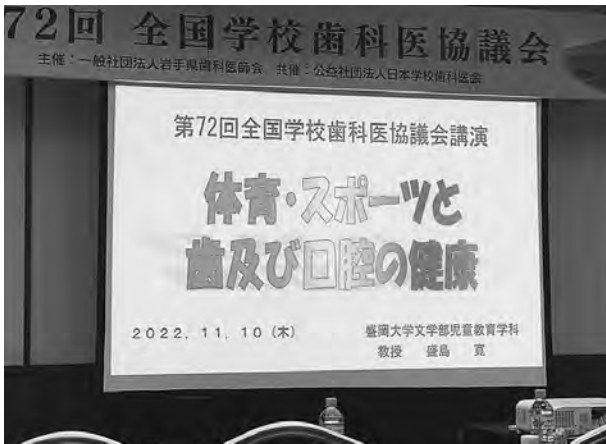 72回 全国学校歯科医協議会
主催：一般社団法人岩手県歯科医師会 共催：公益社団法人日本学校歯科医会
第72回全国学校歯科医協議会講演
体育・スポーツと
歯及び口腔の健康
2022．11．10（木）
盛岡大学文学部児童教育学科
教授 盛島 寛